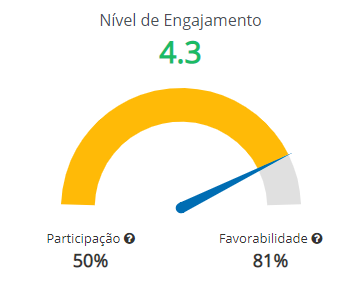 Nível de Engajamento
4.3
Participação ?
Favorabilidade ?
50%
81%